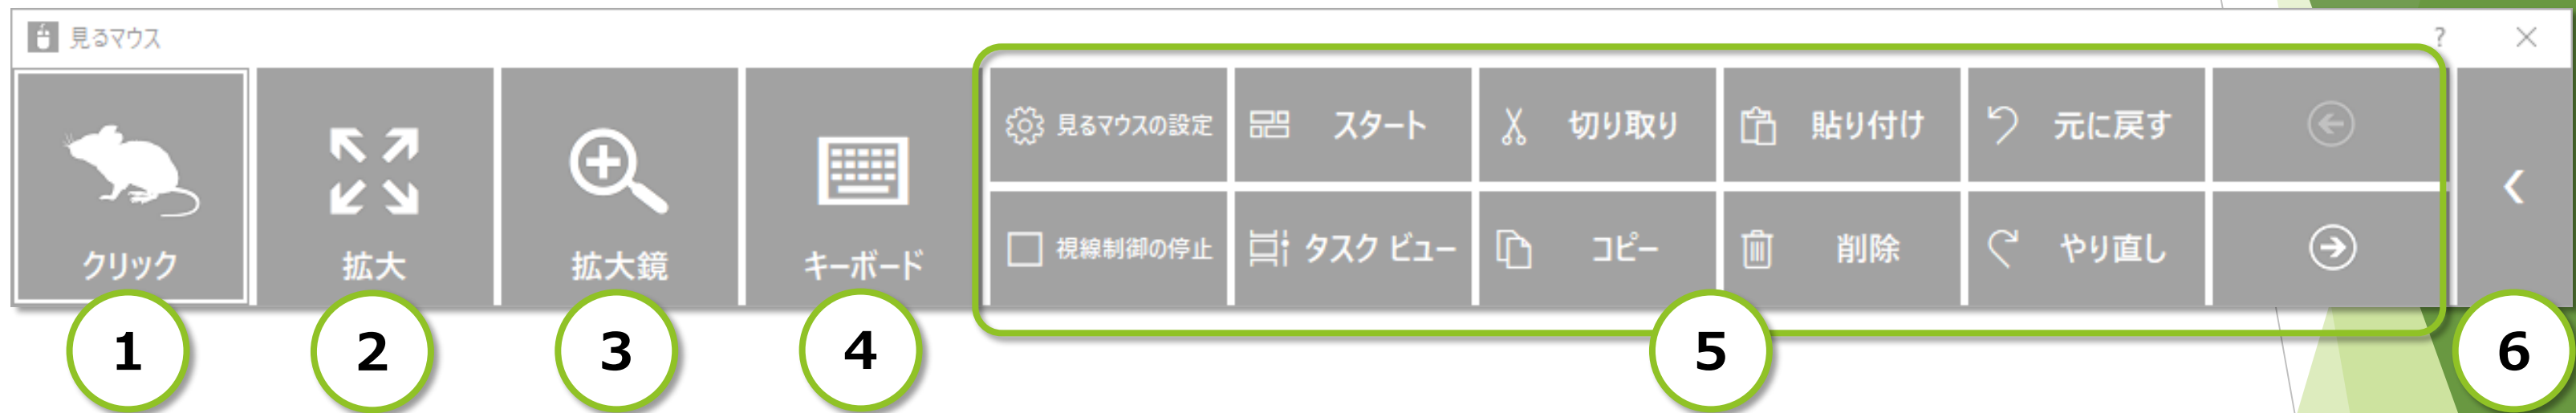 見るマウス
?
クリック
拡大
拡大鏡
キーボード
見るマウスの設定
スタート
切り取り
貼り付け
元に戻す
視線制御の停止
タスク ビュー
コピー
削除
やり直し
1
2
3
4
5
6